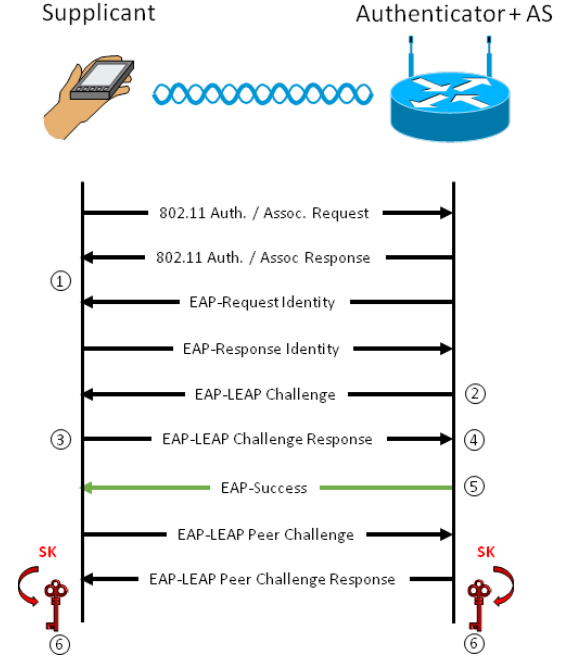 Supplicant
Authenticator + AS
802.11 Auth. / Assoc. Request
802.11 Auth. / Assoc Response
①
EAP-Request Identity
EAP-Response Identity
EAP-LEAP Challenge
②
③
EAP-LEAP Challenge Response
④
EAP-Success
⑤
EAP-LEAP Peer Challenge
SK
SK
EAP-LEAP Peer Challenge Response
⑥
⑥